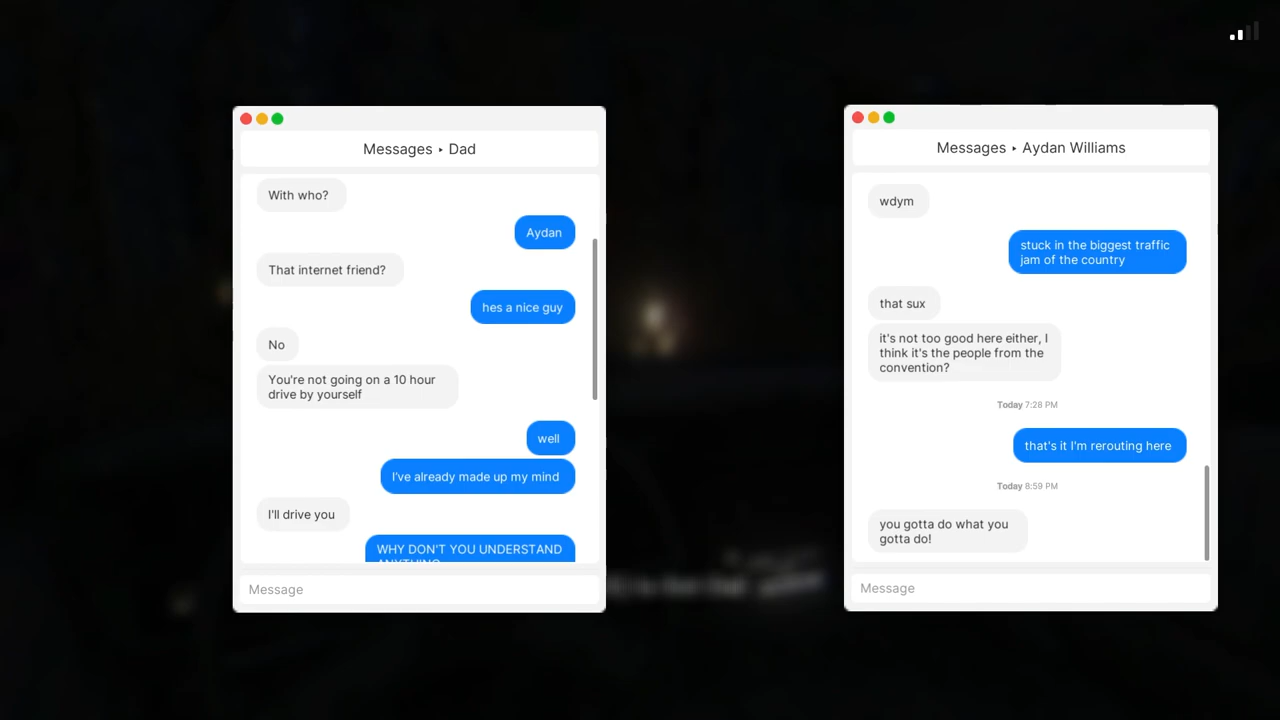 Messages ▸ Dad
With who?
Aydan
That internet friend?
hes a nice guy
No
You're not going on a 10 hour
drive by yourself
well
I've already made up my mind
I'll drive you
WHY DON'T YOU UNDERSTAND
ANYTHING
Message
Messages ▸ Aydan Williams
wdym
stuck in the biggest traffic
jam of the country
that sux
it's not too good here either, I
think it's the people from the
convention?
Today 7:28 PM
that's it I'm rerouting here
Today 8:59 PM
you gotta do what you
gotta do!
Message